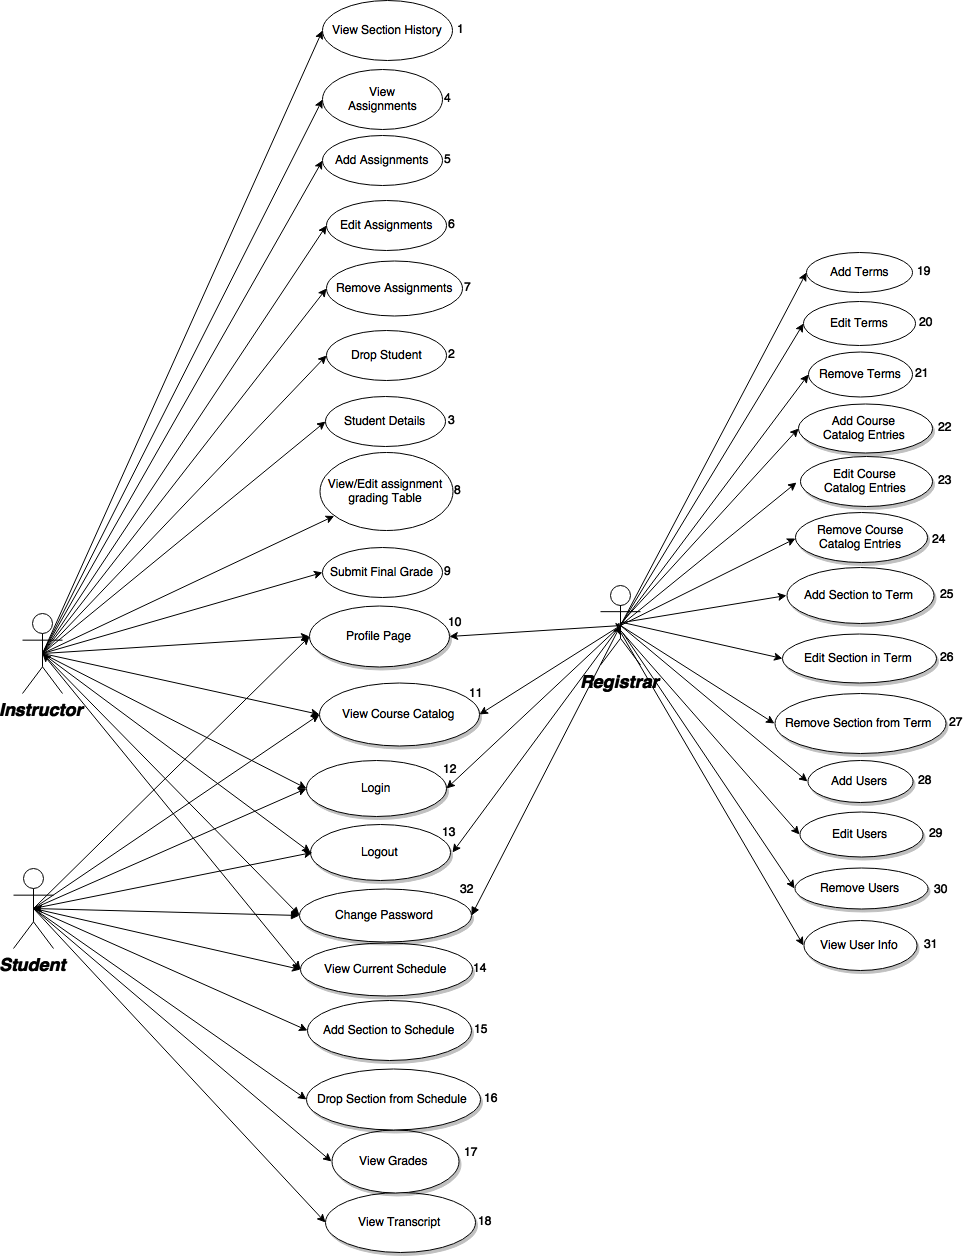 View Section History 1
View
Assignments
4
Add Assignments 5
Edit Assignments 6
Remove Assignments 7
Drop Student 2
Student Details 3
View/Edit assignment
grading Table
8
Submit Final Grade 9
Profile Page 10
View Course Catalog 11
Login 12
Logout 13
Change Password 32
View Current Schedule 14
Add Section to Schedule 15
Drop Section from Schedule 16
View Grades 17
View Transcript 18
Instructor
Student
Registrar
Add Terms 19
Edit Terms 20
Remove Terms 21
Add Course
Catalog Entries
22
Edit Course
Catalog Entries
23
Remove Course
Catalog Entries
24
Add Section to Term 25
Edit Section in Term 26
Remove Section from Term 27
Add Users 28
Edit Users 29
Remove Users 30
View User Info 31